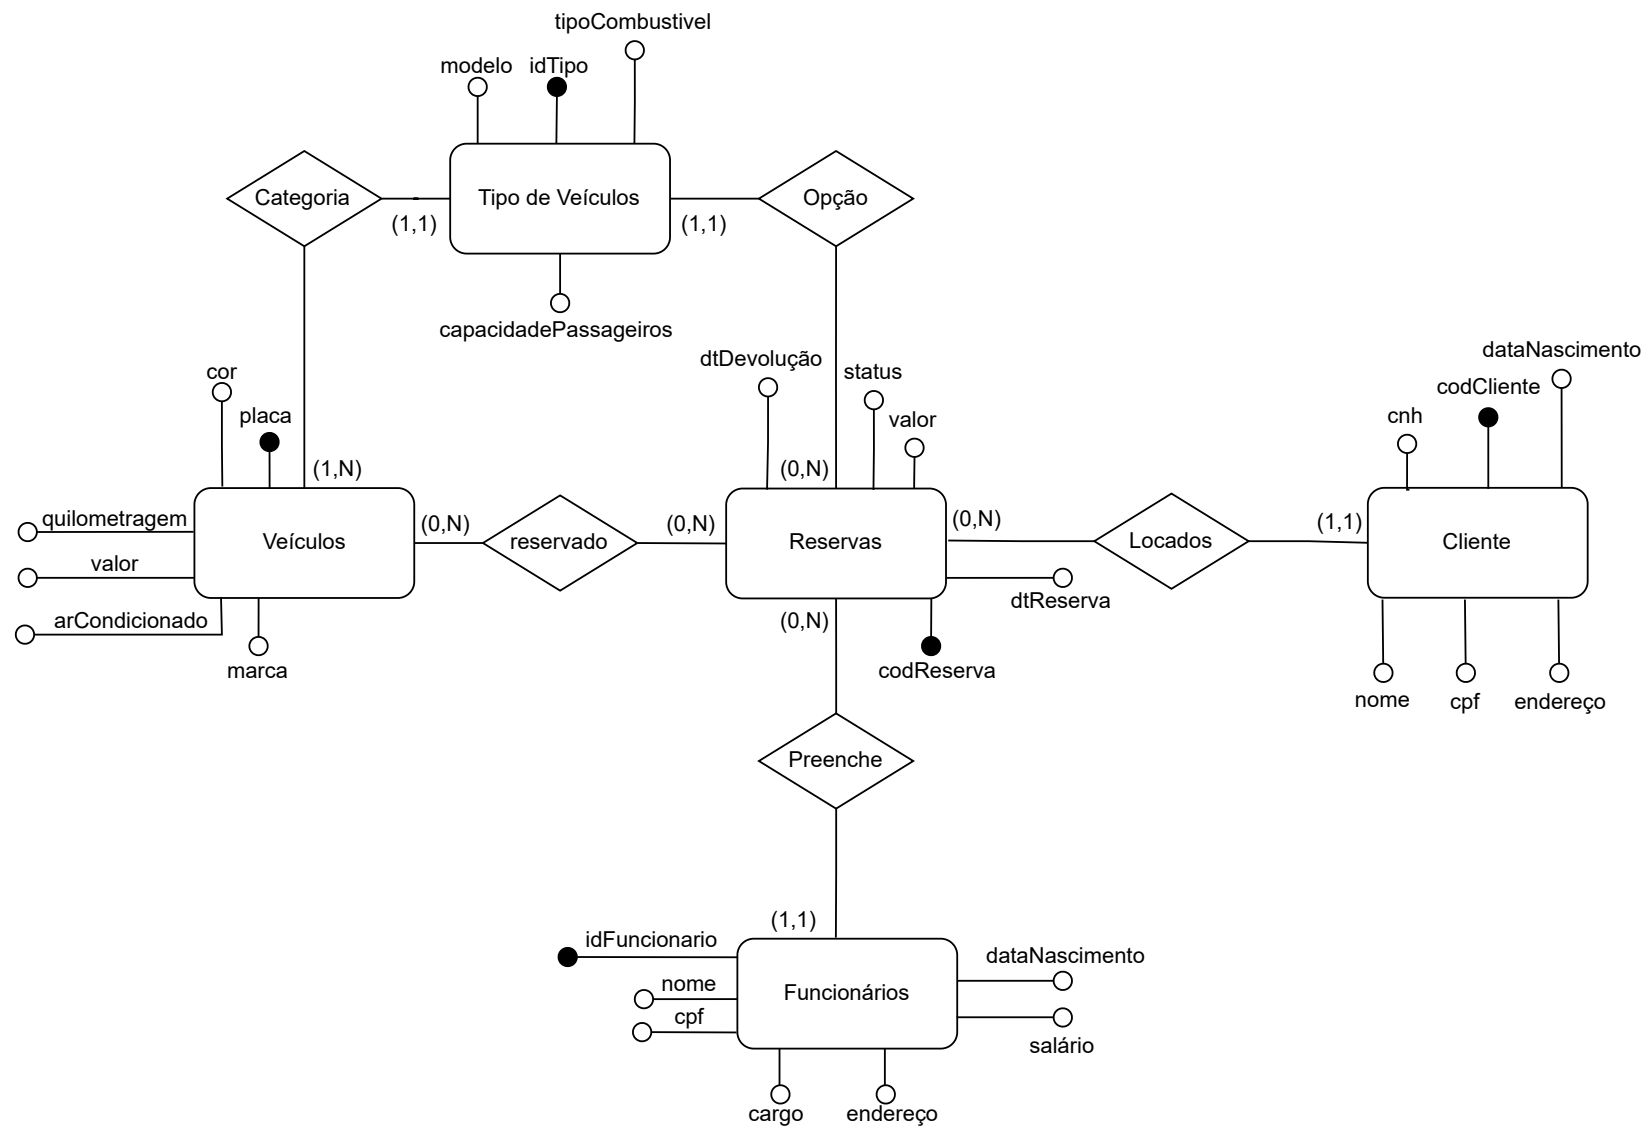 tipoCombustivel
modelo
idTipo
Categoria
Tipo de Veículos
Opção
(1,1)
(1,1)
capacidadePassageiros
dataNascimento
dtDevolução
cor
status
codCliente
placa
valor
cnh
(1,N)
(0,N)
quilometragem
(0,N)
(0,N)
(0,N)
(1,1)
Veículos
reservado
Reservas
Locados
Cliente
valor
dtReserva
arCondicionado
(0,N)
marca
codReserva
nome
cpf
endereço
Preenche
(1,1)
idFuncionario
dataNascimento
nome
Funcionários
cpf
salário
cargo
endereço